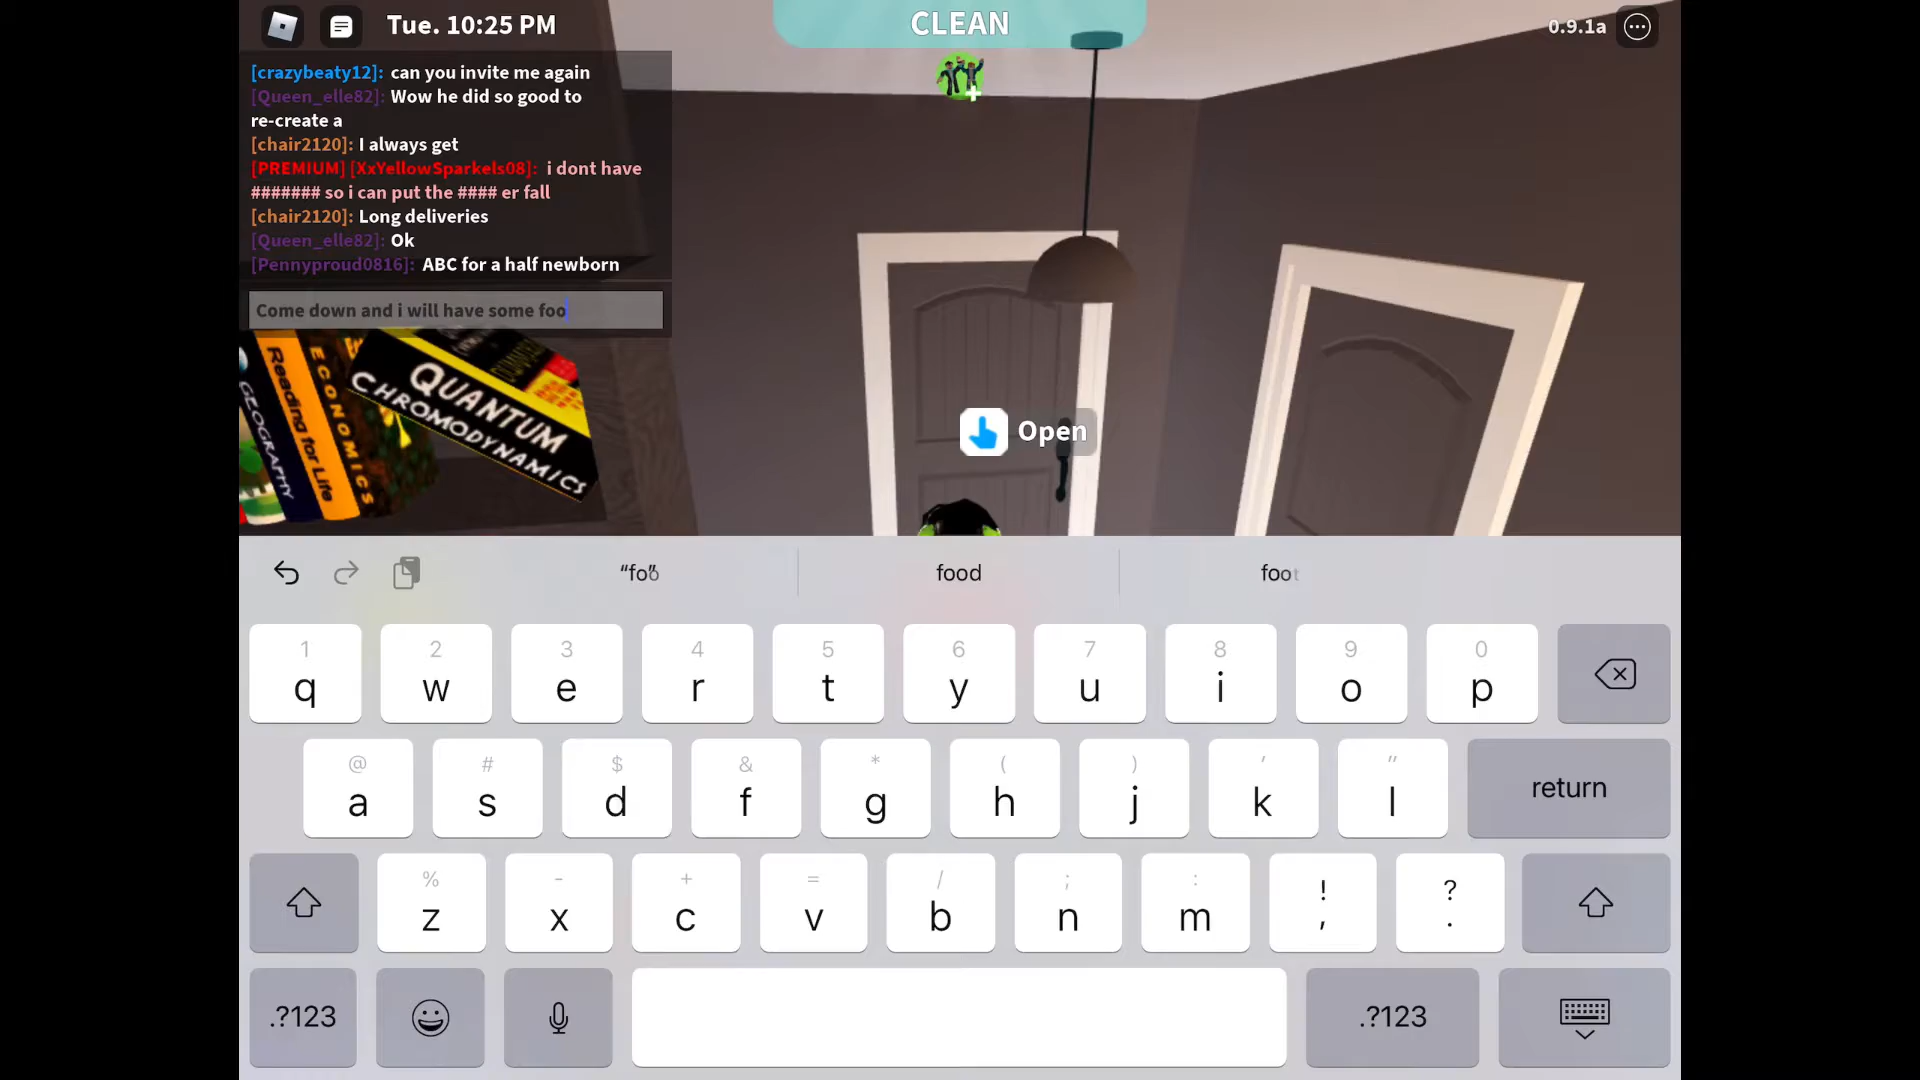 Tue. 10:25 PM
CLEAN
0.9.1a
[crazybeaty12]: can you invite me again
[Queen_elle82]: Wow he did so good to
re-create a
[chair2120]: I always get
[PREMIUM] [XxYellowSparkels08]: i dont have
####### so i can put the #### er fall
[chair2120]: Long deliveries
[Queen_elle82]: Ok
[Pennyproud0816]: ABC for a half newborn
Come down and i will have some foo
GEOGRAPHY
Reading for Life
ECONOMICS
QUANTUM
CHROMODYNAMICS
Open
“foo” food foot
1 2 3 4 5 6 7 8 9 0
q w e r t y u i o p
@ # $ & * ( ) ' "
a s d f g h j k l return
% - + = / ; : ! ?
z x c v b n m , .
.?123 .?123